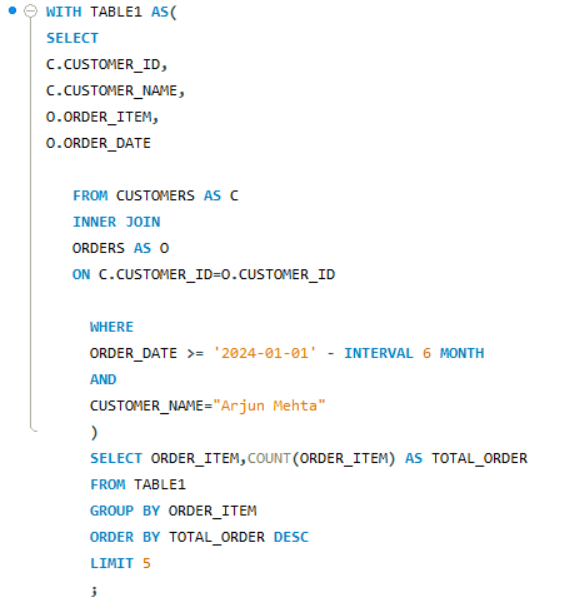 WITH TABLE1 AS(
SELECT
C.CUSTOMER_ID,
C.CUSTOMER_NAME,
O.ORDER_ITEM,
O.ORDER_DATE
FROM CUSTOMERS AS C
INNER JOIN
ORDERS AS O
ON C.CUSTOMER_ID=O.CUSTOMER_ID
WHERE
ORDER_DATE >= '2024-01-01' - INTERVAL 6 MONTH
AND
CUSTOMER_NAME="Arjun Mehta"
)
SELECT ORDER_ITEM,COUNT(ORDER_ITEM) AS TOTAL_ORDER
FROM TABLE1
GROUP BY ORDER_ITEM
ORDER BY TOTAL_ORDER DESC
LIMIT 5
;